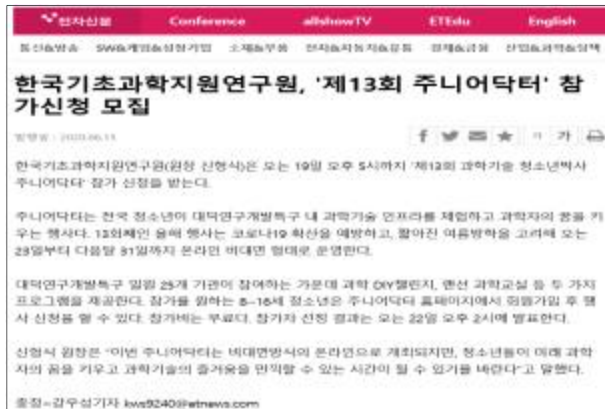 전자신문 Conference allshowTV ETEdu English
통신&방송 SW&게임&성장기업 소재&부품 전자&자동차&유통 경제&금융 산업&과학&정책
한국기초과학지원연구원, '제13회 주니어닥터' 참
가신청 모집
발행일 : 2020.06.15
가 가
한국기초과학지원연구원(원장 신형식)은 오는 19일 오후 5시까지 '제13회 과학기술 청소년박사
주니어닥터' 참가 신청을 받는다.
주니어닥터는 전국 청소년이 대덕연구개발특구 내 과학기술 인프라를 체험하고 과학자의 꿈을 키
우는 행사다. 13회째인 올해 행사는 코로나19 확산을 예방하고, 짧아진 여름방학을 고려해 오는
23일부터 다음달 31일까지 온라인 비대면 형태로 운영한다.
대덕연구개발특구 일원 25개 기관이 참여하는 가운데 과학 DIY챌린지, 랜선 과학교실 등 두 가지
프로그램을 제공한다. 참가를 원하는 8~16세 청소년은 주니어닥터 홈페이지에서 회원가입 후 행
사 신청을 할 수 있다. 참가비는 무료다. 참가자 선정 결과는 오는 22일 오후 2시에 발표한다.
신형식 원장은 "이번 주니어닥터는 비대면방식의 온라인으로 개최되지만, 청소년들이 미래 과학
자의 꿈을 키우고 과학기술의 즐거움을 만끽할 수 있는 시간이 될 수 있기를 바란다"고 말했다.
충청=강우성기자 kws9240@etnews.com